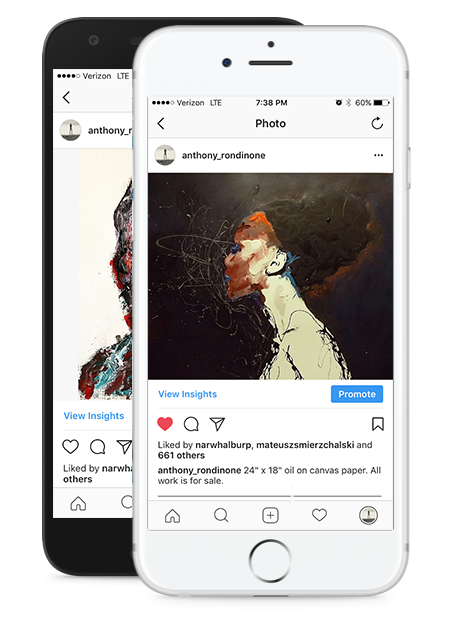 Verizon LTE
anthony_ro
View Insights
Liked by narwha
others
Verizon LTE 7:38 PM 60%
Photo
anthony_rondinone
View Insights Promote
Liked by narwhalburp, mateuszsmierzchalski and
661 others
anthony_rondinone 24" x 18" oil on canvas paper. All
work is for sale.